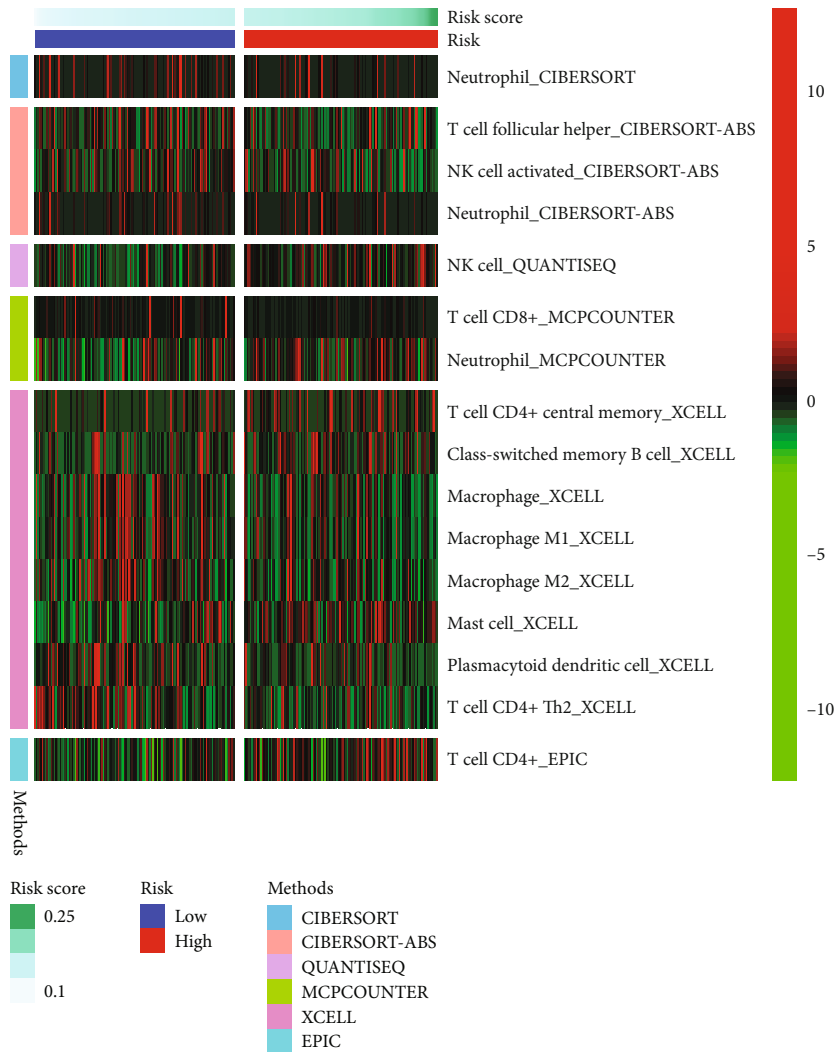 Risk score
Risk
Neutrophil_CIBERSORT
T cell follicular helper_CIBERSORT-ABS
NK cell activated_CIBERSORT-ABS
Neutrophil_CIBERSORT-ABS
NK cell_QUANTISEQ
T cell CD8+_MCPCOUNTER
Neutrophil_MCPCOUNTER
T cell CD4+ central memory_XCELL
Class-switched memory B cell_XCELL
Macrophage_XCELL
Macrophage M1_XCELL
Macrophage M2_XCELL
Mast cell_XCELL
Plasmacytoid dendritic cell_XCELL
T cell CD4+ Th2_XCELL
T cell CD4+_EPIC
10
5
0
−5
−10
Methods
Risk score
0.25
0.1
Risk
Low
High
Methods
CIBERSORT
CIBERSORT-ABS
QUANTISEQ
MCPCOUNTER
XCELL
EPIC